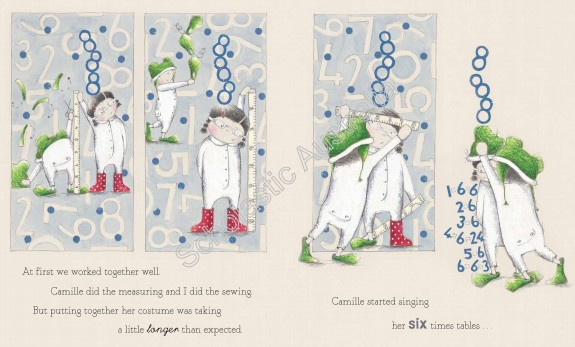 At first we worked together well.
Camille did the measuring and I did the sewing.
But putting together her costume was taking
a little longer than expected
Camille started singing
her six times tables . . .
1 6 6
2 6
3 6
4 6 24
5 6
6 6 3
Scholastic Au